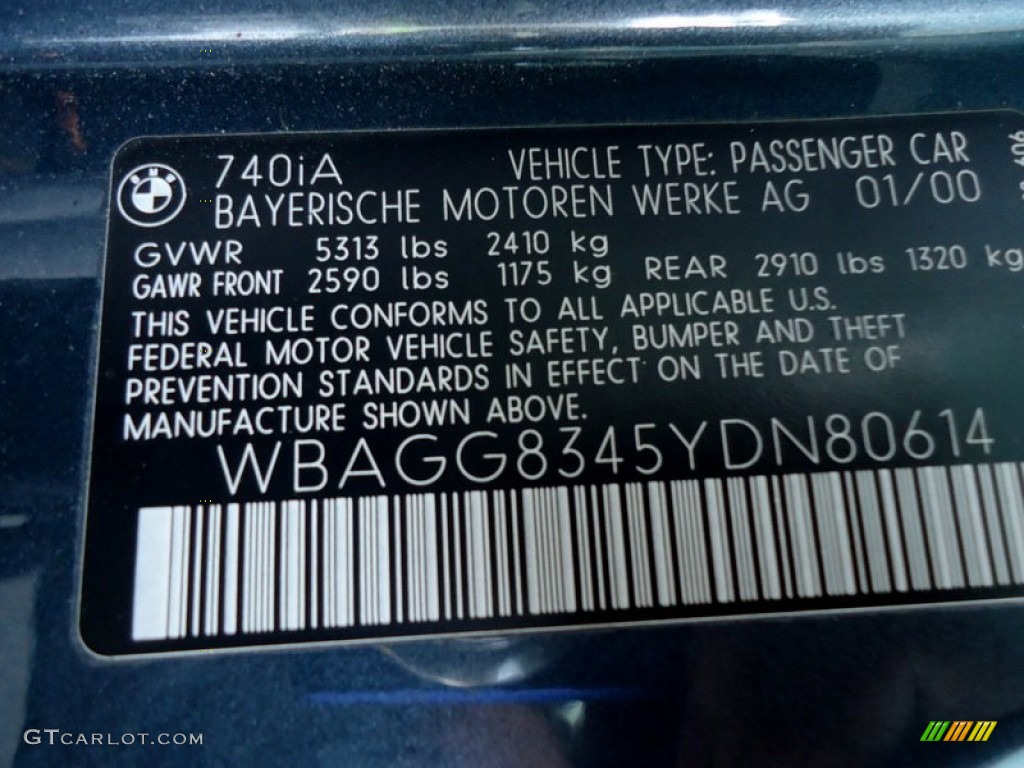 740iA VEHICLE TYPE: PASSENGER CAR
BAYERISCHE MOTOREN WERKE AG 01/00
GVWR 5313 lbs 2410 kg
GAWR FRONT 2590 lbs 1175 kg REAR 2910 lbs 1320 kg
THIS VEHICLE CONFORMS TO ALL APPLICABLE U.S.
FEDERAL MOTOR VEHICLE SAFETY, BUMPER AND THEFT
PREVENTION STANDARDS IN EFFECT ON THE DATE OF
MANUFACTURE SHOWN ABOVE.
WBAGG8345YDN80614
GTCARLOT.COM